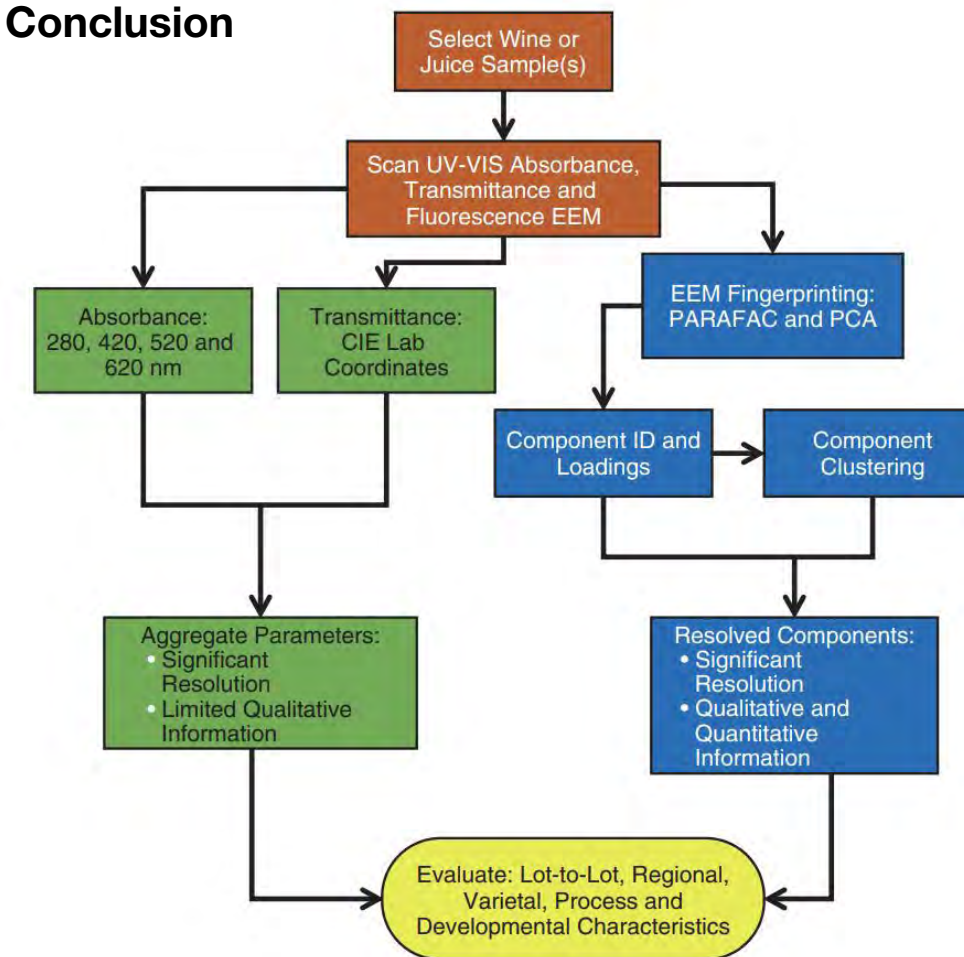 Conclusion
Select Wine or
Juice Sample(s)
Scan UV-VIS Absorbance,
Transmittance and
Fluorescence EEM
Absorbance:
280, 420, 520 and
620 nm
Transmittance:
CIE Lab
Coordinates
EEM Fingerprinting:
PARAFAC and PCA
Component ID and
Loadings
Component
Clustering
Aggregate Parameters:
• Significant
Resolution
• Limited Qualitative
Information
Resolved Components:
• Significant
Resolution
• Qualitative and
Quantitative
Information
Evaluate: Lot-to-Lot, Regional,
Varietal, Process and
Developmental Characteristics